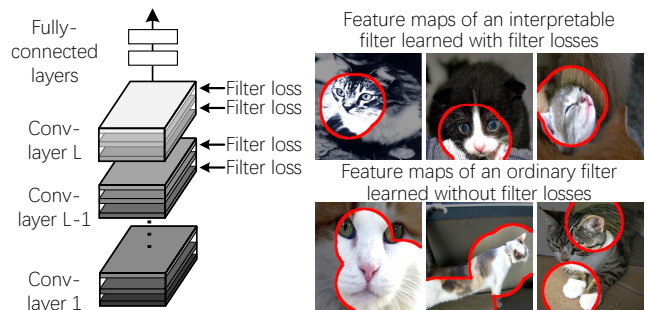 Fully-
connected
layers
Filter loss
Filter loss
Conv-
layer L
Filter loss
Filter loss
Conv-
layer L-1
Conv-
layer 1
Feature maps of an interpretable
filter learned with filter losses
Feature maps of an ordinary filter
learned without filter losses